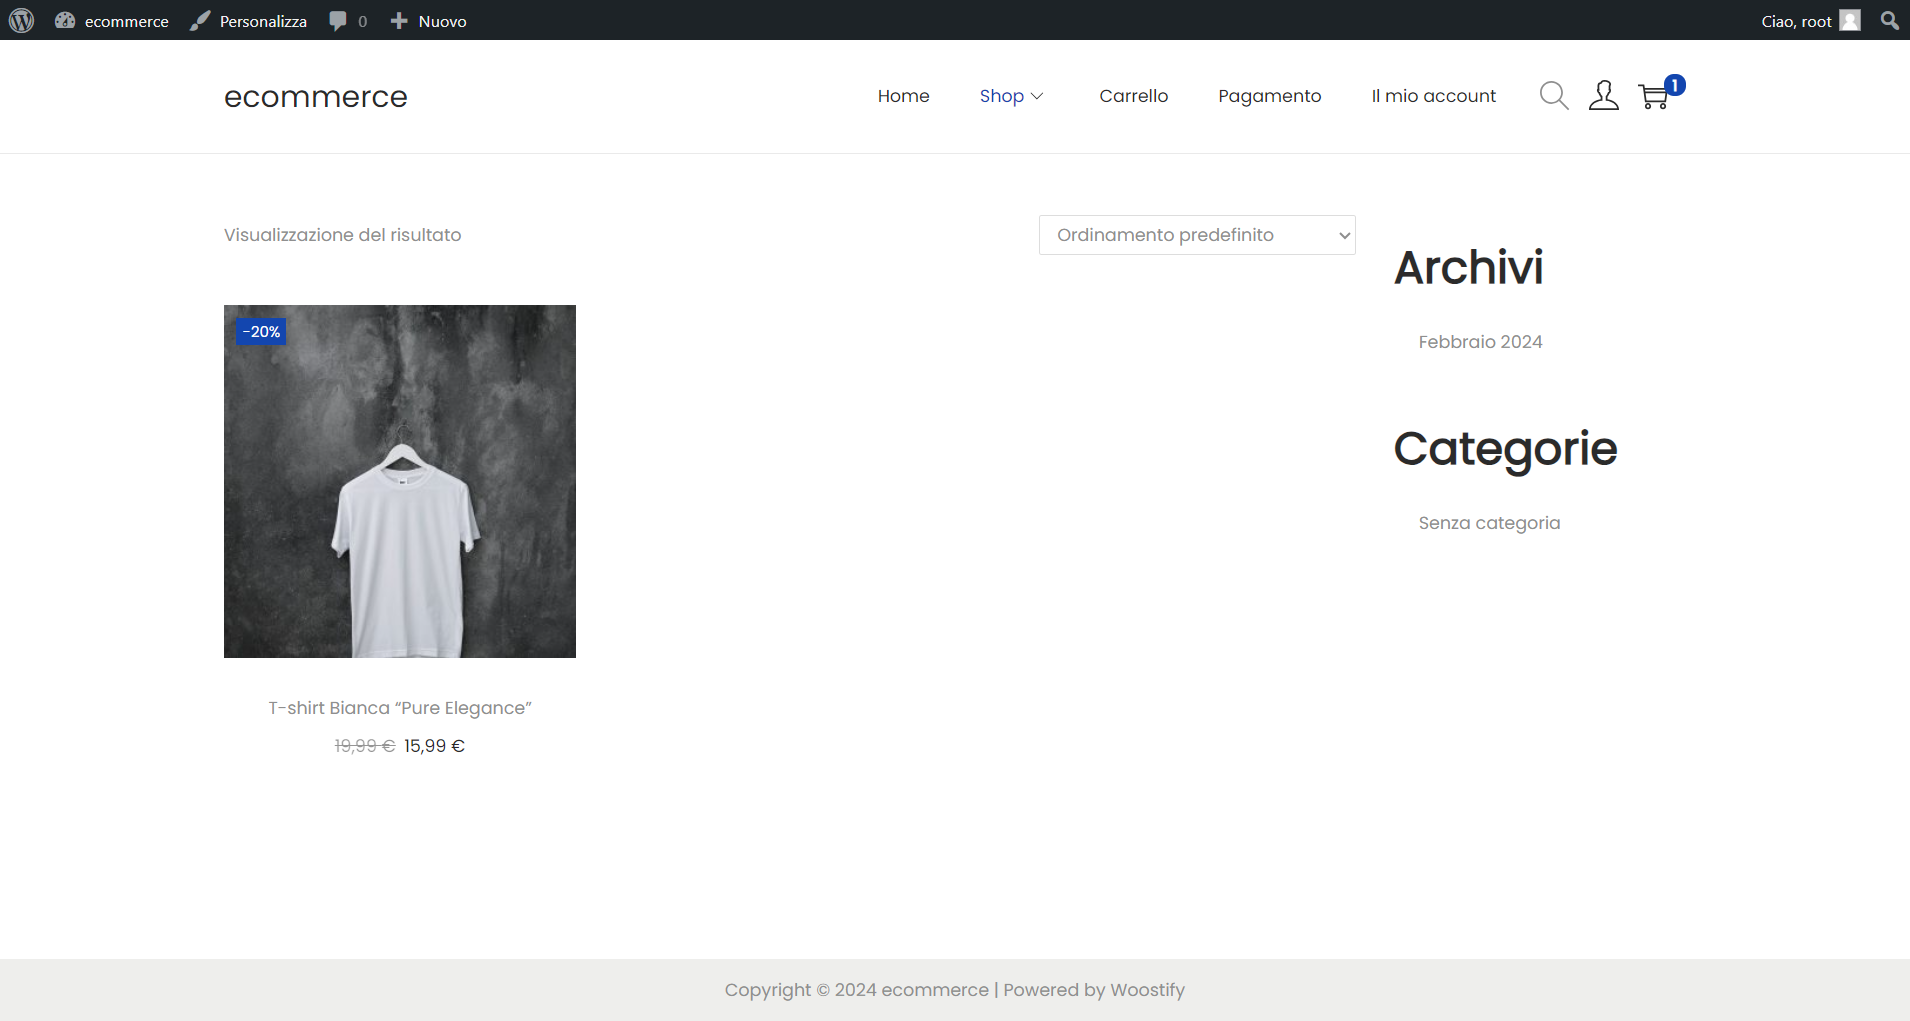 ecommerce Personalizza 0 Nuovo Ciao, root
ecommerce
Home Shop Carrello Pagamento Il mio account 1
Visualizzazione del risultato
Ordinamento predefinito
Archivi
Febbraio 2024
Categorie
Senza categoria
-20%
T-shirt Bianca “Pure Elegance”
19,99 € 15,99 €
Copyright © 2024 ecommerce | Powered by Woostify